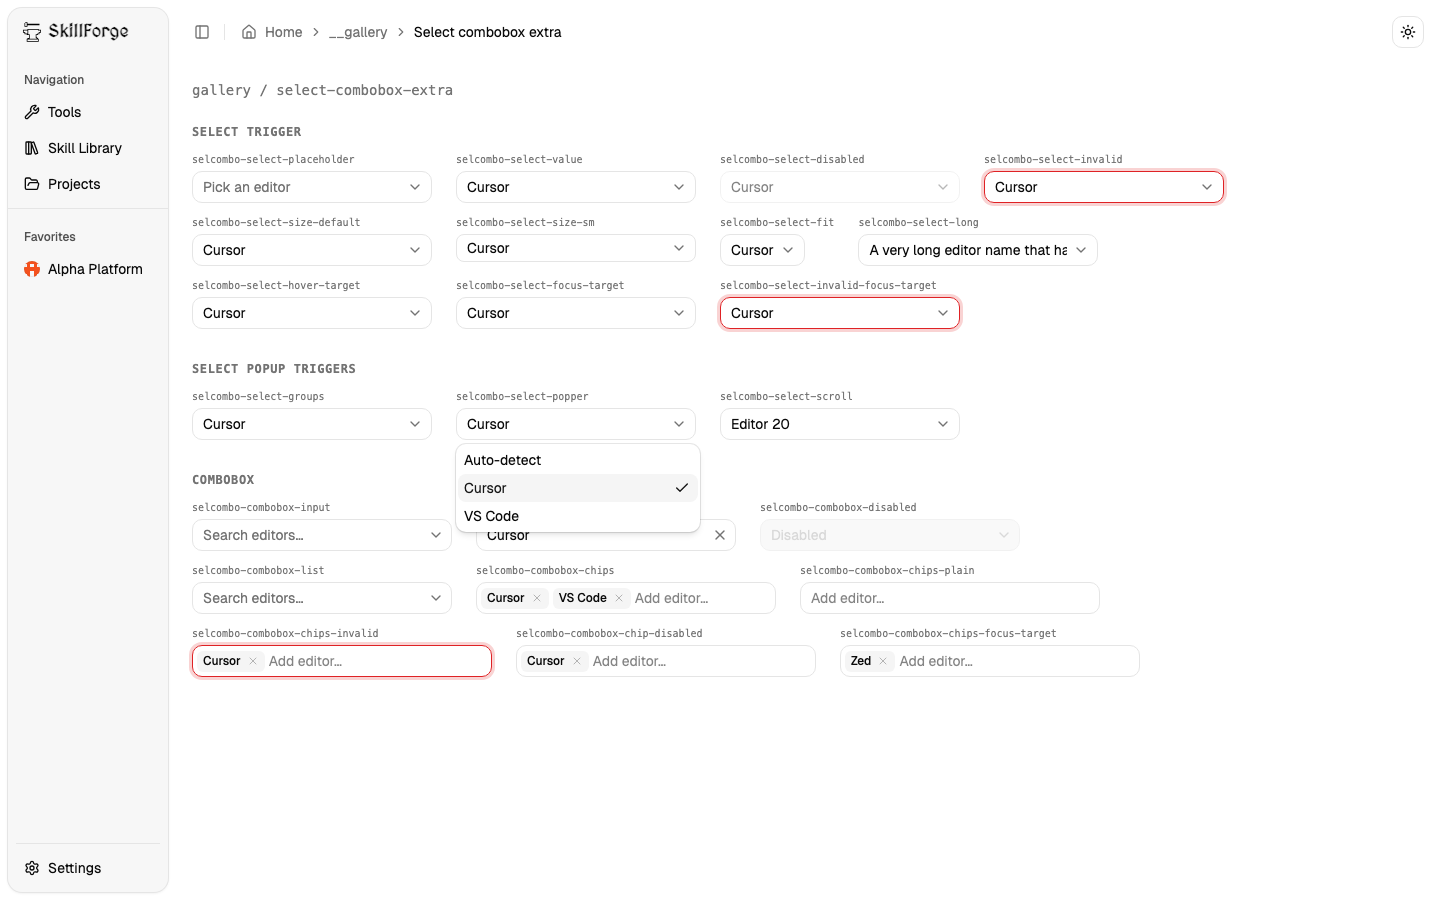 SkillForge
Navigation
Tools
Skill Library
Projects
Favorites
Alpha Platform
Settings
Home > __gallery > Select combobox extra
gallery / select-combobox-extra
SELECT TRIGGER
selcombo-select-placeholder selcombo-select-value selcombo-select-disabled selcombo-select-invalid
Pick an editor Cursor Cursor Cursor
selcombo-select-size-default selcombo-select-size-sm selcombo-select-fit selcombo-select-long
Cursor Cursor Cursor A very long editor name that ha
selcombo-select-hover-target selcombo-select-focus-target selcombo-select-invalid-focus-target
Cursor Cursor Cursor
SELECT POPUP TRIGGERS
selcombo-select-groups selcombo-select-popper selcombo-select-scroll
Cursor Cursor Editor 20
Auto-detect
Cursor
VS Code
COMBOBOX
selcombo-combobox-input selcombo-combobox-disabled
Search editors... Cursor Disabled
selcombo-combobox-list selcombo-combobox-chips selcombo-combobox-chips-plain
Search editors... Cursor VS Code Add editor... Add editor...
selcombo-combobox-chips-invalid selcombo-combobox-chip-disabled selcombo-combobox-chips-focus-target
Cursor Add editor... Cursor Add editor... Zed Add editor...